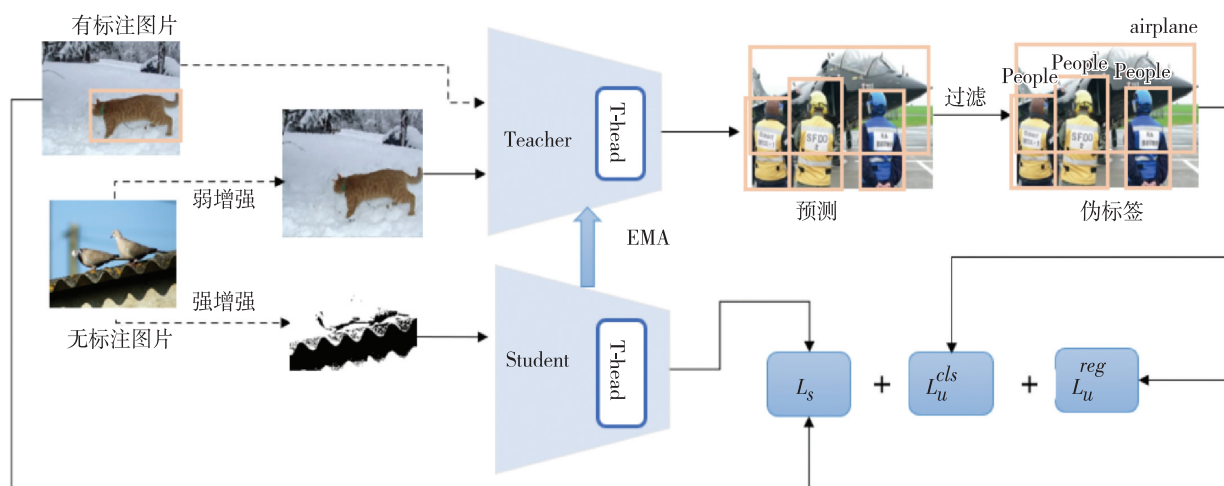 有标注图片
airplane
People
People
People
Teacher
T-head
过滤
SFOO
弱增强
预测
伪标签
EMA
强增强
无标注图片
Student
T-head
L_s
+
L_u^{cls}
+
L_u^{reg}